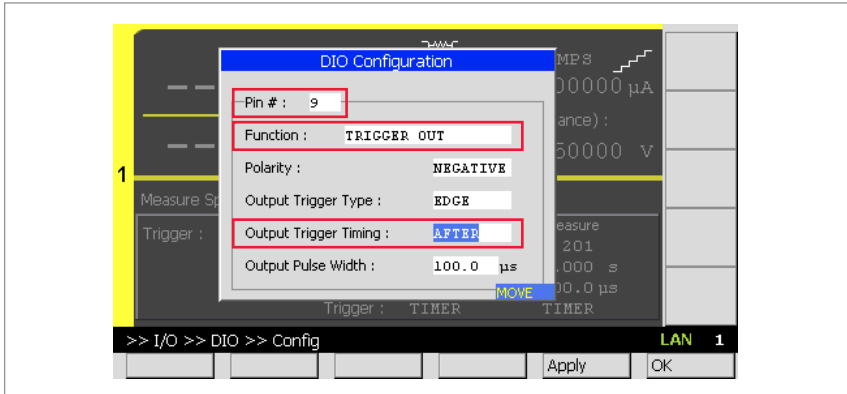 DIO Configuration
MPS
00000 µA
Pin # : 9
Function : TRIGGER OUT
ance) :
50000 V
Polarity : NEGATIVE
1
Output Trigger Type : EDGE
Measure Sp
easure
Trigger :
Output Trigger Timing : AFTER
201
Output Pulse Width : 100.0 µs
.000 s
MOVE
00.0 µs
Trigger : TIMER TIMER
>> I/O >> DIO >> Config LAN 1
Apply OK